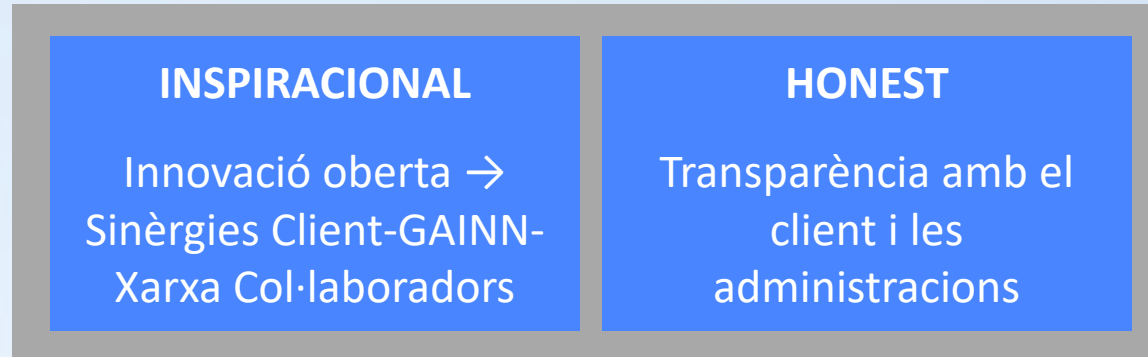 INSPIRACIONAL
Innovació oberta →
Sinèrgies Client-GAINN-
Xarxa Col·laboradors
HONEST
Transparència amb el
client i les
administracions